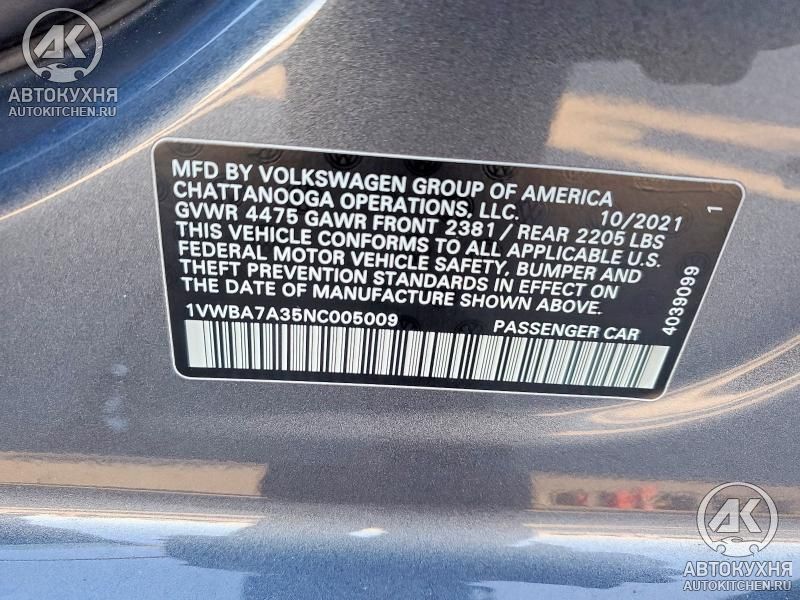 АК
АВТОКУХНЯ
AUTOKITCHEN.RU
MFD BY VOLKSWAGEN GROUP OF AMERICA
CHATTANOOGA OPERATIONS, LLC. 10/2021 1
GVWR 4475 GAWR FRONT 2381 / REAR 2205 LBS
THIS VEHICLE CONFORMS TO ALL APPLICABLE U.S.
FEDERAL MOTOR VEHICLE SAFETY, BUMPER AND
THEFT PREVENTION STANDARDS IN EFFECT ON
THE DATE OF MANUFACTURE SHOWN ABOVE.
1VWBA7A35NC005009 PASSENGER CAR
4039099
АК
АВТОКУХНЯ
AUTOKITCHEN.RU